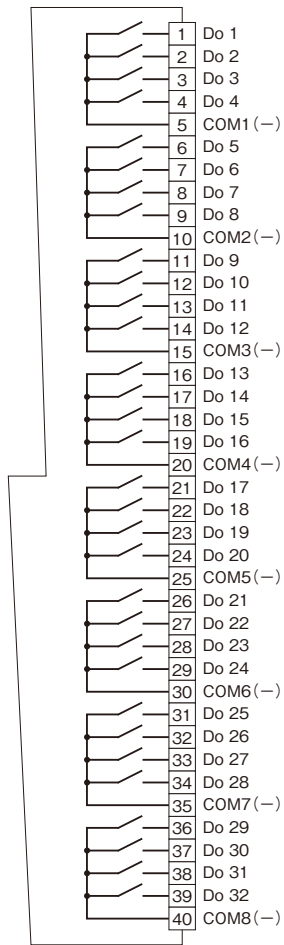 1 Do 1
2 Do 2
3 Do 3
4 Do 4
5 COM1(−)
6 Do 5
7 Do 6
8 Do 7
9 Do 8
10 COM2(−)
11 Do 9
12 Do 10
13 Do 11
14 Do 12
15 COM3(−)
16 Do 13
17 Do 14
18 Do 15
19 Do 16
20 COM4(−)
21 Do 17
22 Do 18
23 Do 19
24 Do 20
25 COM5(−)
26 Do 21
27 Do 22
28 Do 23
29 Do 24
30 COM6(−)
31 Do 25
32 Do 26
33 Do 27
34 Do 28
35 COM7(−)
36 Do 29
37 Do 30
38 Do 31
39 Do 32
40 COM8(−)